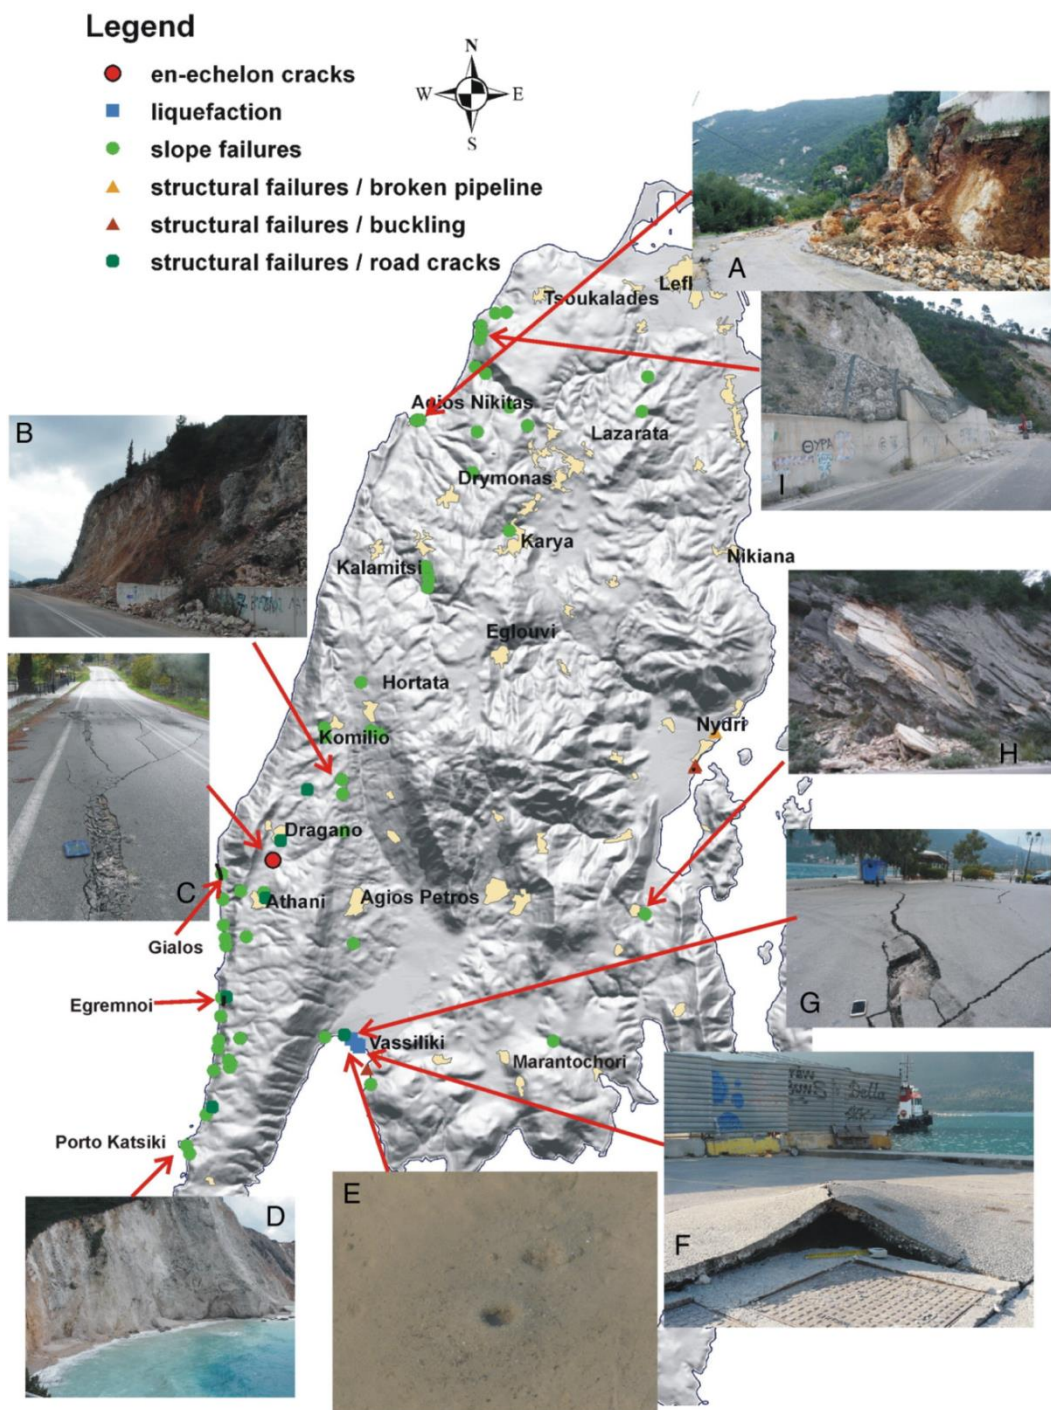 Legend
en-echelon cracks
liquefaction
slope failures
structural failures / broken pipeline
structural failures / buckling
structural failures / road cracks
N
W E
S
A
Tsoukalades
Lefl
I
ΘΥΡΑ
Agios Nikitas
Lazarata
Drymonas
Karya
Nikiana
Kalamitsi
B
Eglouvi
Hortata
Komilio
Nydri
H
Dragano
C
Athani
Agios Petros
Gialos
G
Egremnoi
Vassiliki
Marantochori
Bella
Porto Katsiki
D
E
F